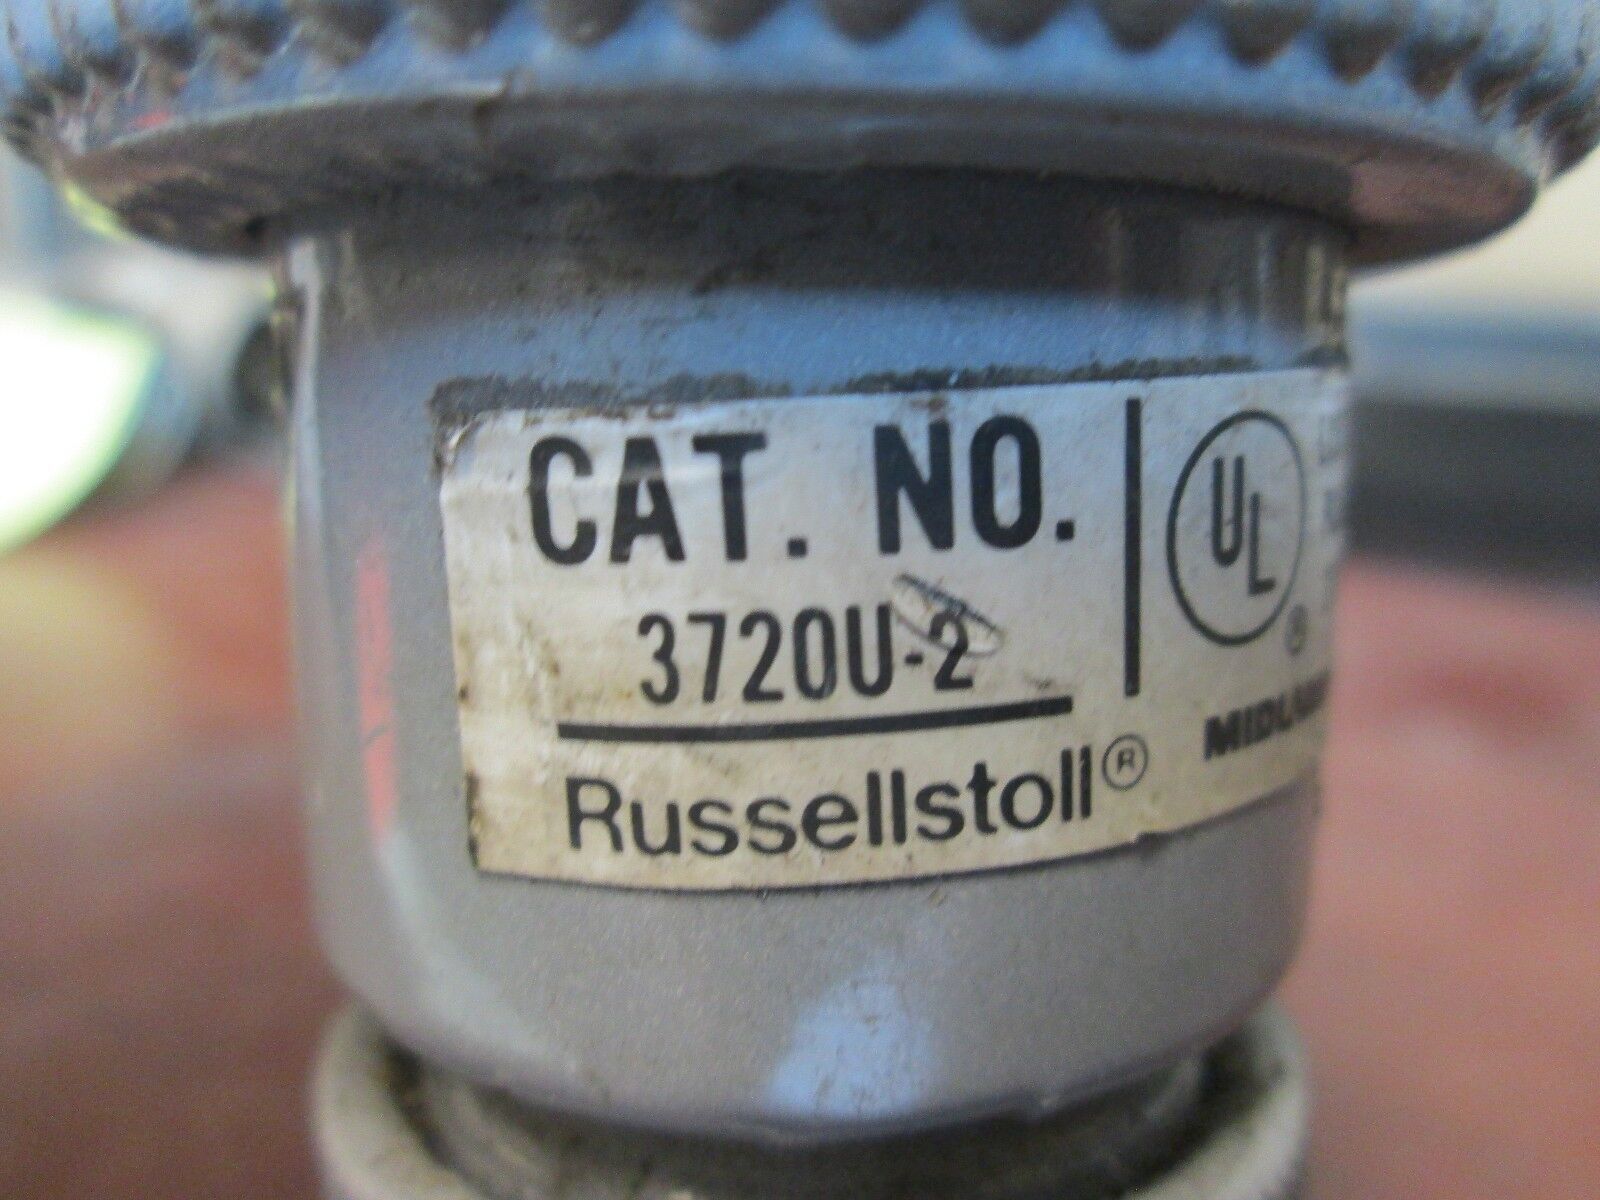 CAT. NO.
3720U-2
Russellstoll®
UL
®